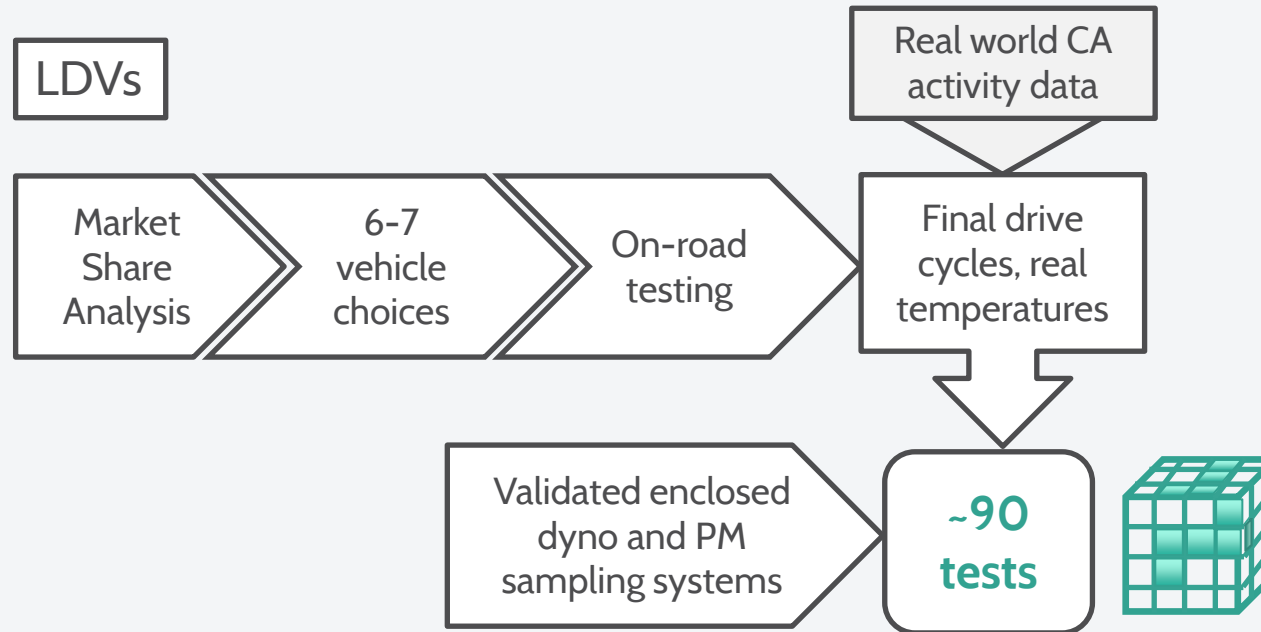 LDVs
Real world CA
activity data
Market
Share
Analysis
6-7
vehicle
choices
On-road
testing
Final drive
cycles, real
temperatures
Validated enclosed
dyno and PM
sampling systems
~90
tests